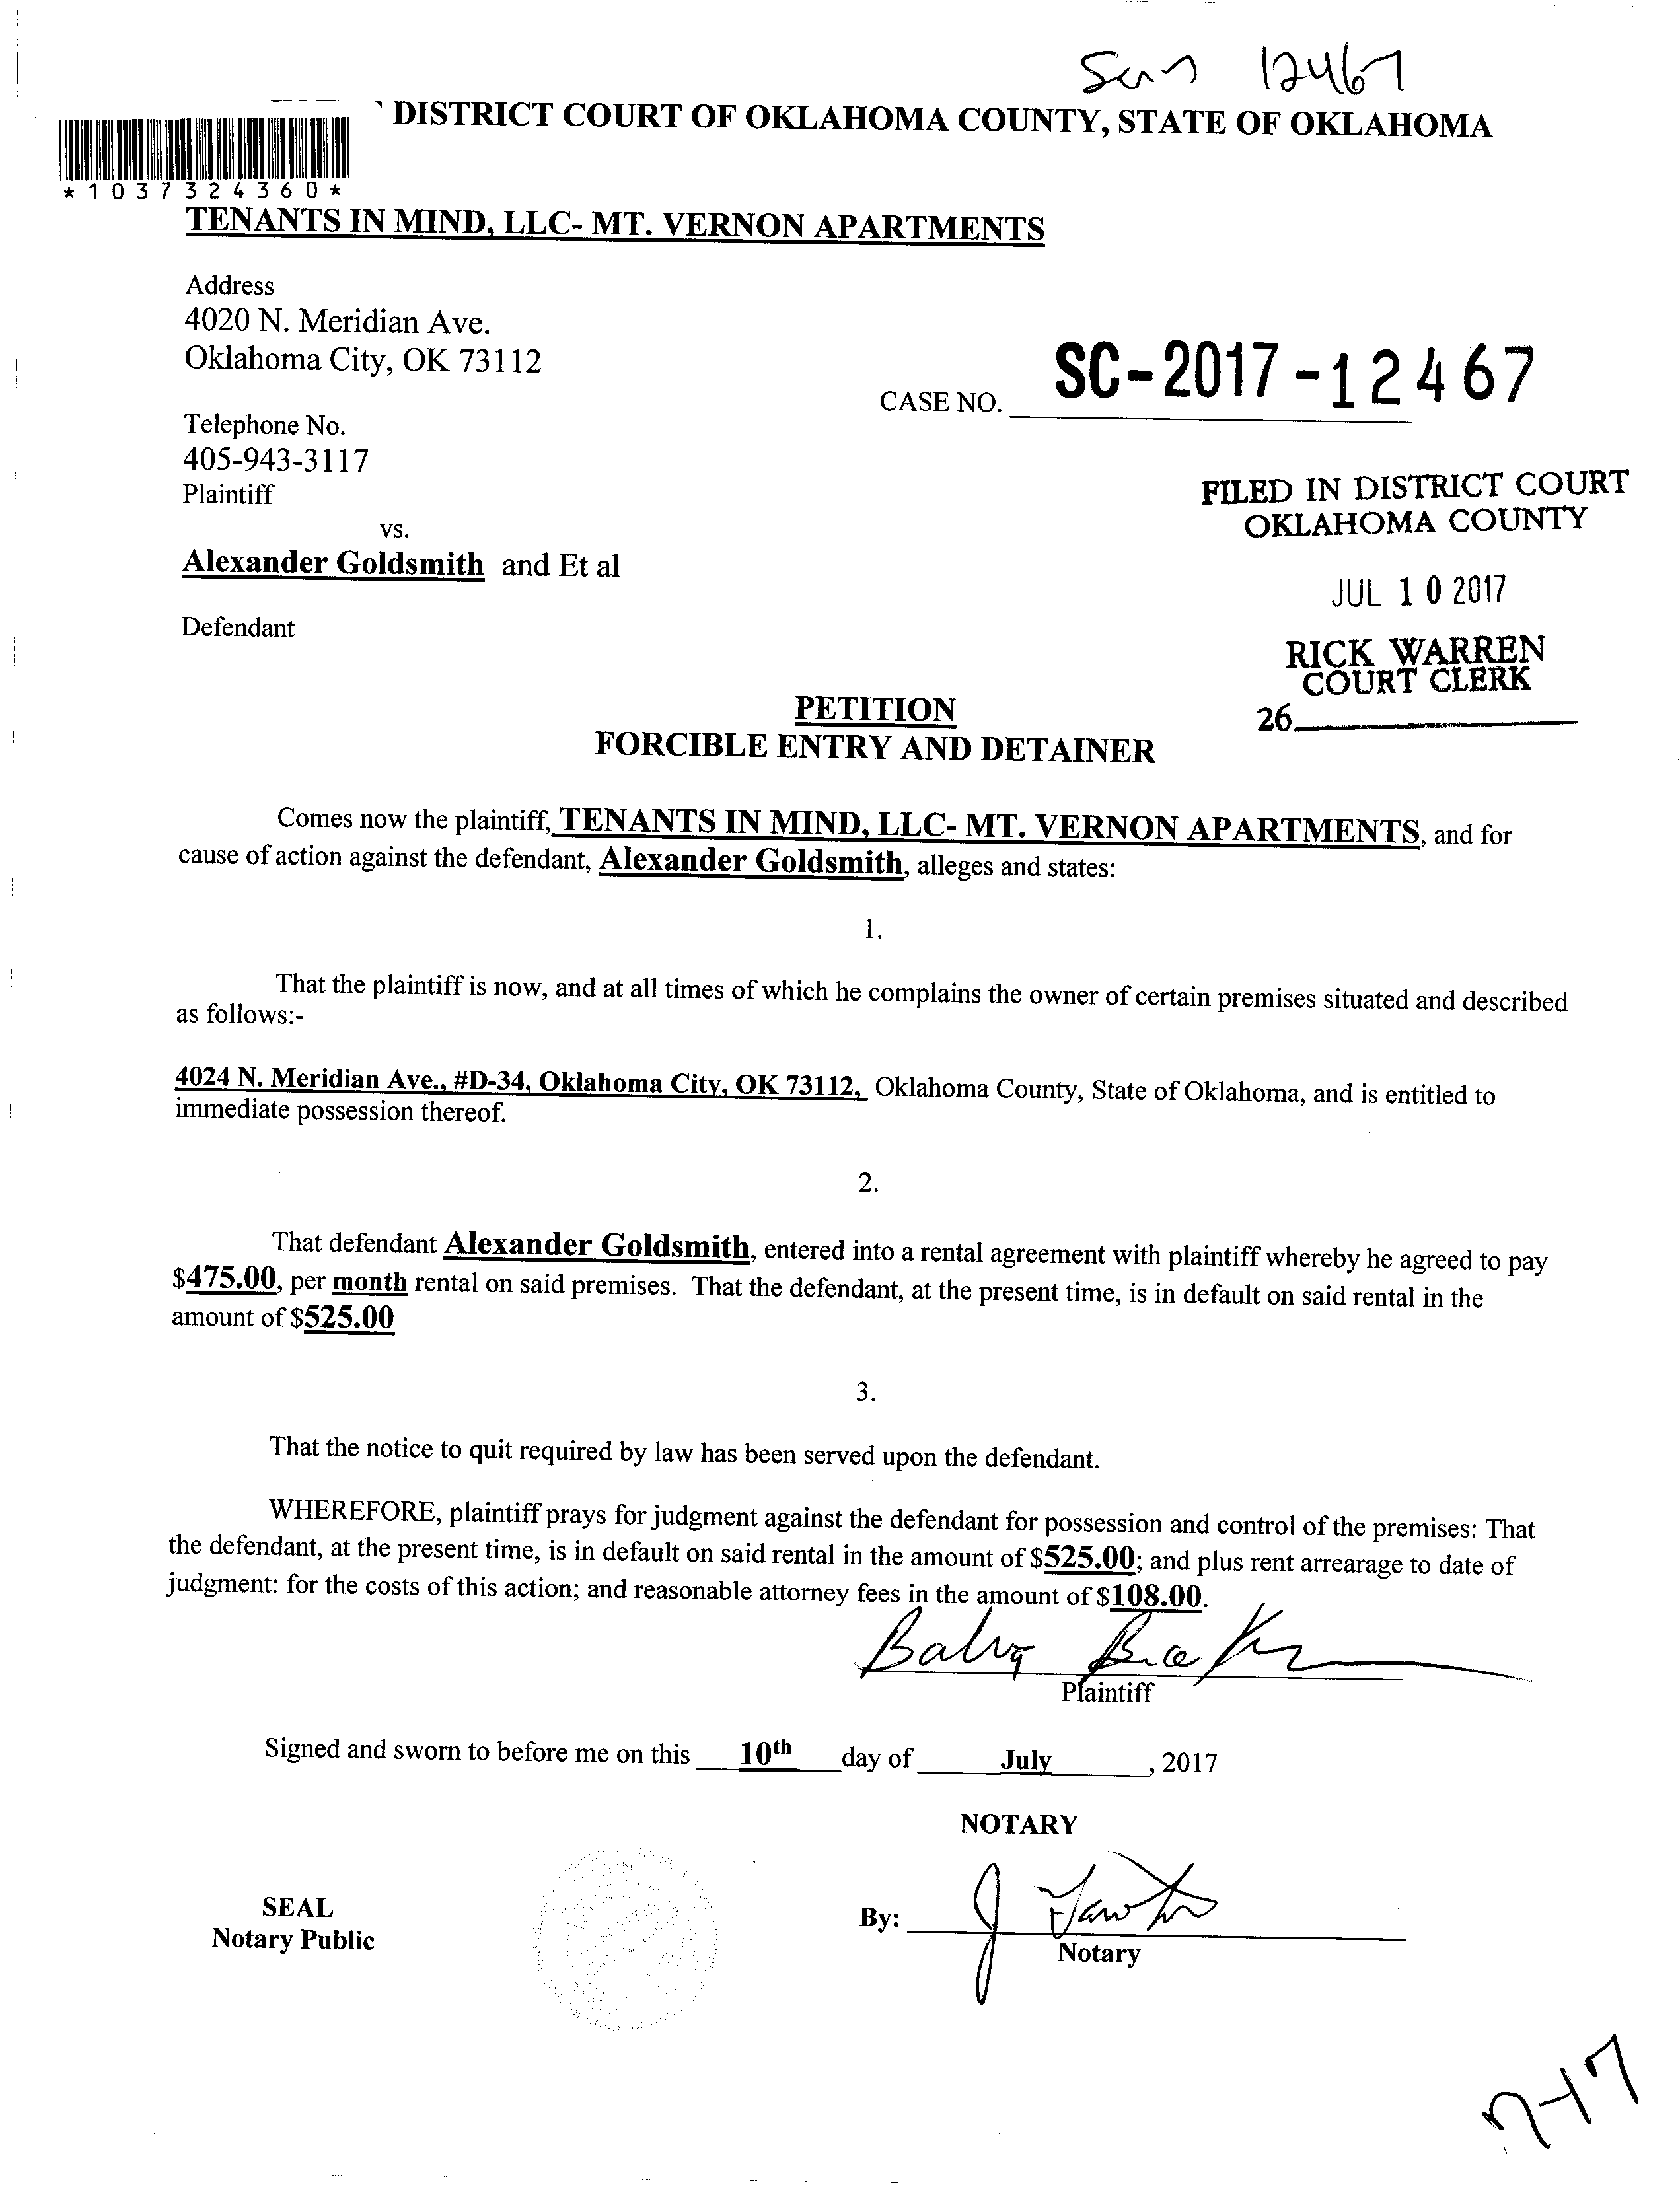 12467
DISTRICT COURT OF OKLAHOMA COUNTY, STATE OF OKLAHOMA
*1037324360*
TENANTS IN MIND, LLC- MT. VERNON APARTMENTS
Address
4020 N. Meridian Ave.
Oklahoma City, OK 73112
CASE NO. SC-2017-12467
Telephone No.
405-943-3117
Plaintiff
vs.
Alexander Goldsmith and Et al
Defendant
FILED IN DISTRICT COURT
OKLAHOMA COUNTY
JUL 10 2017
RICK WARREN
COURT CLERK
26
PETITION
FORCIBLE ENTRY AND DETAINER
Comes now the plaintiff, TENANTS IN MIND, LLC- MT. VERNON APARTMENTS, and for
cause of action against the defendant, Alexander Goldsmith, alleges and states:
1.
That the plaintiff is now, and at all times of which he complains the owner of certain premises situated and described
as follows:-
4024 N. Meridian Ave., #D-34, Oklahoma City, OK 73112, Oklahoma County, State of Oklahoma, and is entitled to
immediate possession thereof.
2.
That defendant Alexander Goldsmith, entered into a rental agreement with plaintiff whereby he agreed to pay
$475.00, per month rental on said premises. That the defendant, at the present time, is in default on said rental in the
amount of $525.00
3.
That the notice to quit required by law has been served upon the defendant.
WHEREFORE, plaintiff prays for judgment against the defendant for possession and control of the premises: That
the defendant, at the present time, is in default on said rental in the amount of $525.00; and plus rent arrearage to date of
judgment: for the costs of this action; and reasonable attorney fees in the amount of $108.00.
Plaintiff
Signed and sworn to before me on this 10th day of July, 2017
NOTARY
SEAL
Notary Public
By:
Notary
7-17